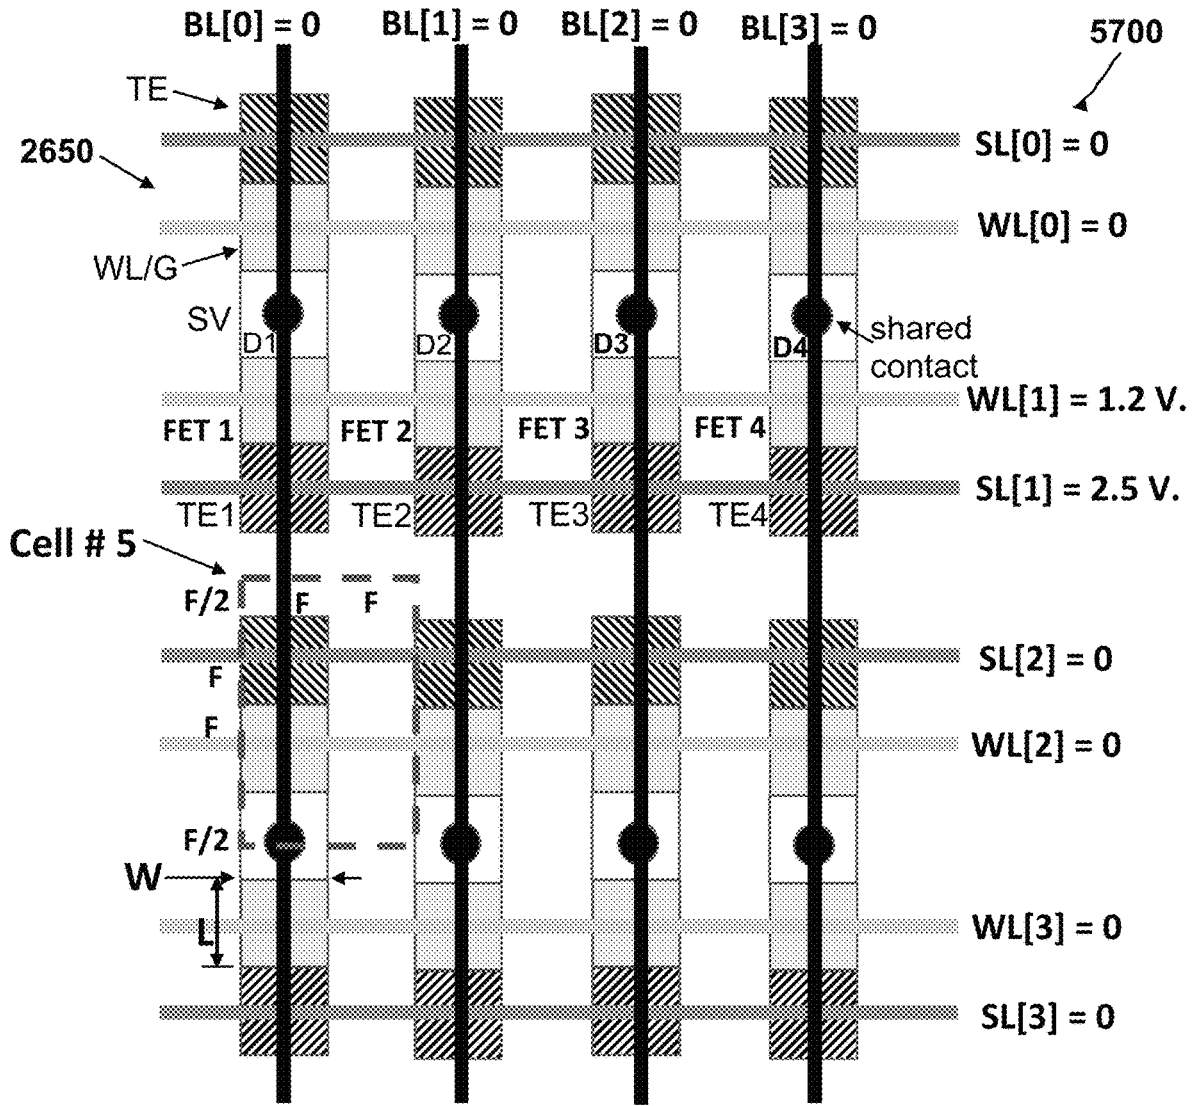 BL[0] = 0
BL[1] = 0
BL[2] = 0
BL[3] = 0
5700
TE
2650
SL[0] = 0
WL[0] = 0
WL/G
SV
D1
D2
D3
D4
shared
contact
WL[1] = 1.2 V.
FET 1
FET 2
FET 3
FET 4
SL[1] = 2.5 V.
TE1
TE2
TE3
TE4
Cell # 5
F/2
F
F
SL[2] = 0
F
F
WL[2] = 0
F/2
W
L
WL[3] = 0
SL[3] = 0